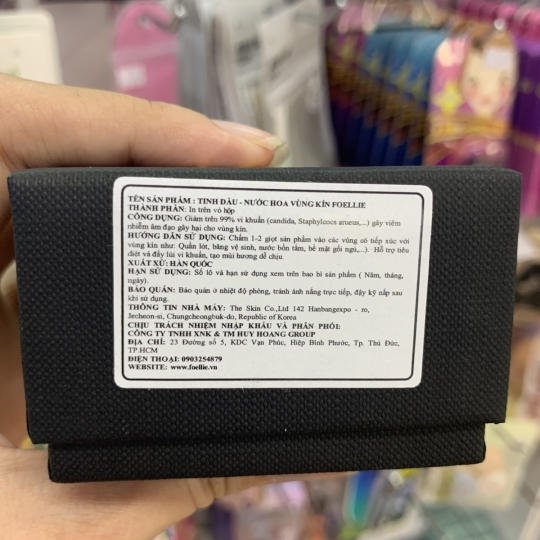 TÊN SẢN PHẨM : TINH DẦU - NƯỚC HOA VÙNG KÍN FOELLIE
THÀNH PHẦN: In trên vỏ hộp
CÔNG DỤNG: Giảm trên 99% vi khuẩn (candida, Staphylcocs arueus,...) gây viêm
nhiễm âm đạo gây hại cho vùng kín.
HƯỚNG DẪN SỬ DỤNG: Chấm 1-2 giọt sản phẩm vào các vùng có tiếp xúc với
vùng kín như: Quần lót, băng vệ sinh, nước bồn tắm, bề mặt gối ngủ,... Hỗ trợ tiêu
diệt và đẩy lùi vi khuẩn, tạo mùi hương dễ chịu.
XUẤT XỨ: HÀN QUỐC
HẠN SỬ DỤNG: Số lô và hạn sử dụng xem trên bao bì sản phẩm ( Năm, tháng,
ngày).
BẢO QUẢN: Bảo quản ở nhiệt độ phòng, tránh ánh nắng trực tiếp, đậy kỹ nắp sau
khi sử dụng.
THÔNG TIN NHÀ MÁY: The Skin Co.,Ltd 142 Hanbangexpo - ro,
Jecheon-si, Chungcheongbuk-do, Republic of Korea
CHỊU TRÁCH NHIỆM NHẬP KHẨU VÀ PHÂN PHỐI:
CÔNG TY TNHH XNK & TM HUY HOANG GROUP
ĐỊA CHỈ: 23 Đường số 5, KDC Vạn Phúc, Hiệp Bình Phước, Tp. Thủ Đức,
TP.HCM
ĐIỆN THOẠI: 0903254879
WEBSITE: www.foellie.vn